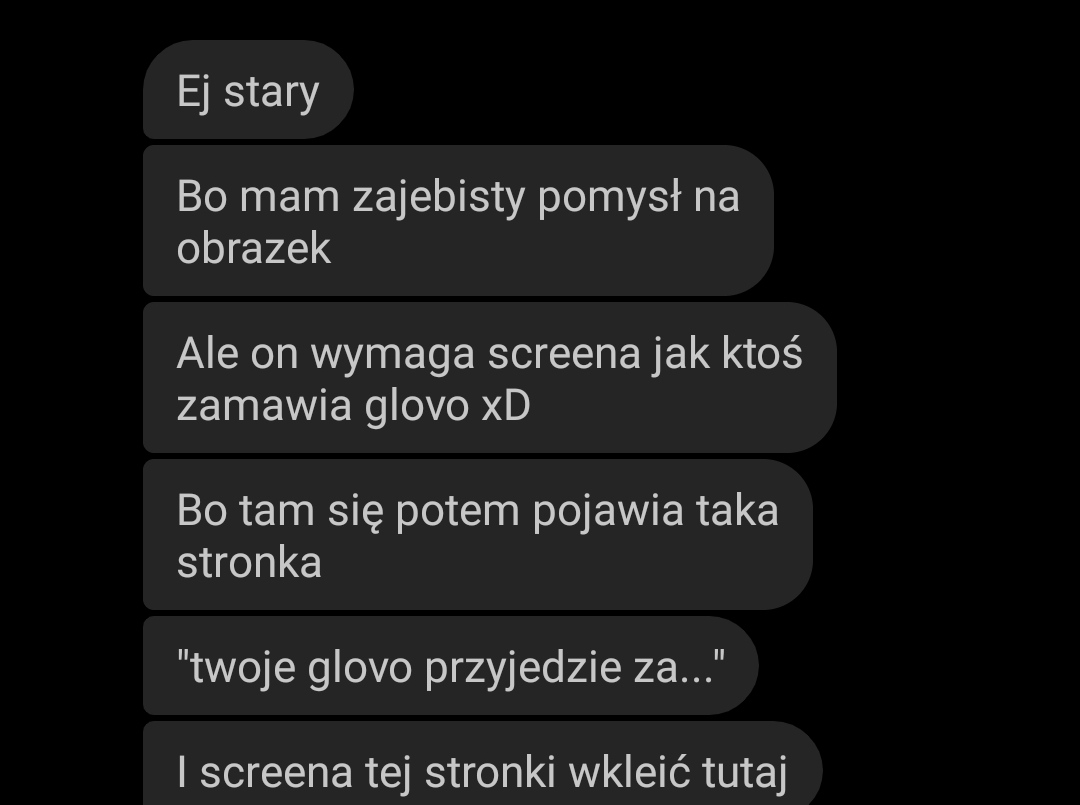 Ej stary
Bo mam zajebisty pomysł na
obrazek
Ale on wymaga screena jak ktoś
zamawia glovo xD
Bo tam się potem pojawia taka
stronka
"twoje glovo przyjedzie za..."
I screena tej stronki wkleić tutaj